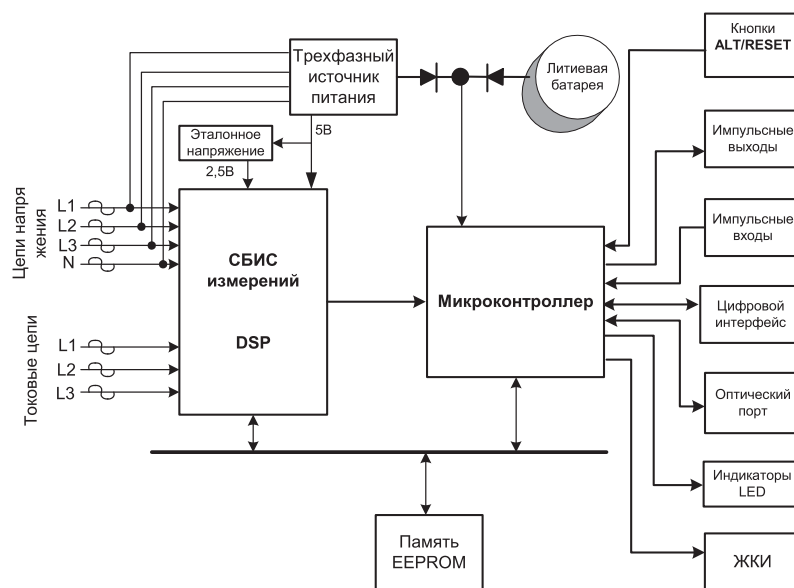 Трехфазный
источник
питания
Литиевая
батарея
Кнопки
ALT/RESET
5В
Эталонное
напряжение
2,5В
Импульсные
выходы
Цепи напря
жения
L1
L2
L3
N
СБИС
измерений
DSP
Микроконтроллер
Импульсные
входы
Цифровой
интерфейс
Токовые цепи
L1
L2
L3
Оптический
порт
Индикаторы
LED
Память
EEPROM
ЖКИ